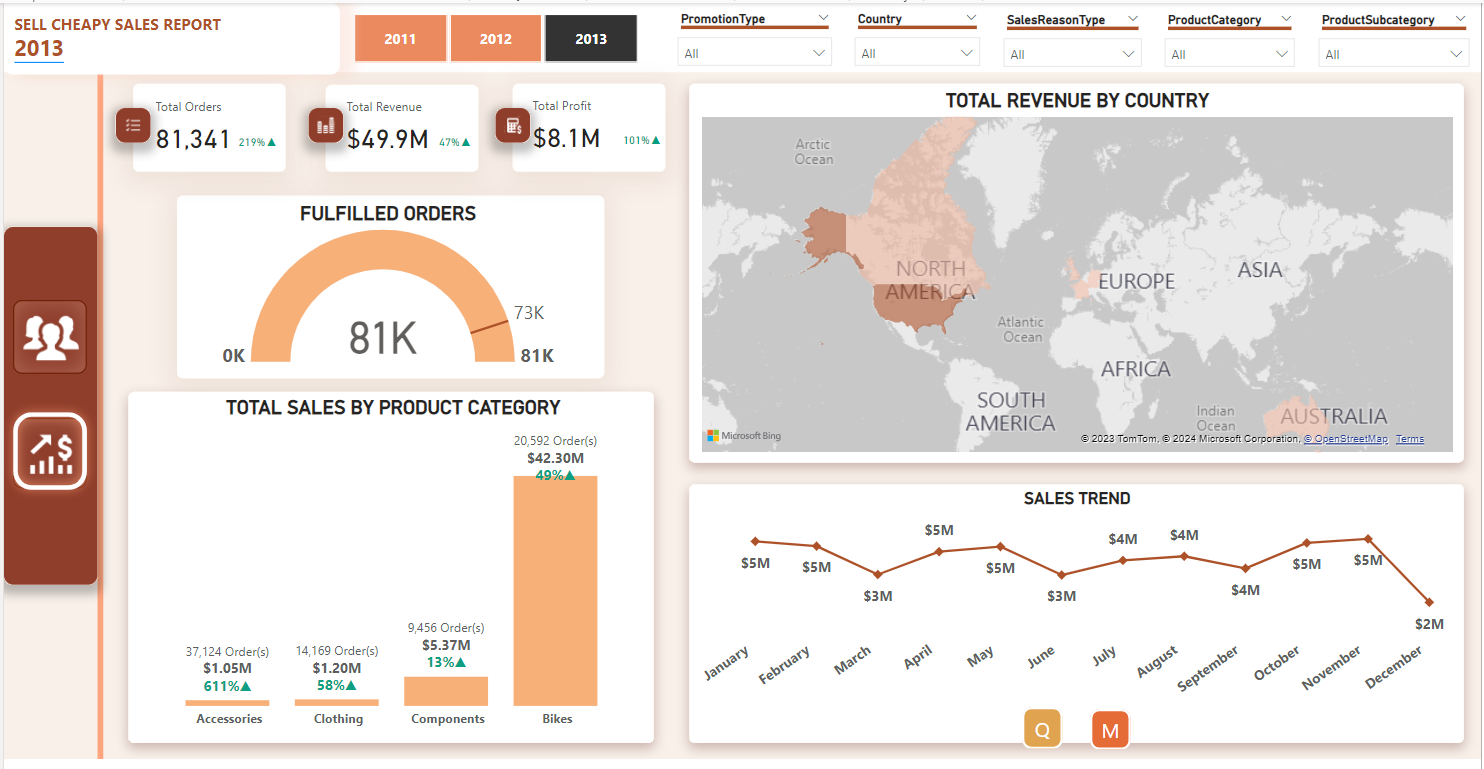 SELL CHEAPY SALES REPORT
2013
2011
2012
2013
PromotionType
All
Country
All
SalesReasonType
All
ProductCategory
All
ProductSubcategory
All
Total Orders
81,341 219%▲
Total Revenue
$49.9M 47%▲
Total Profit
$8.1M 101%▲
FULFILLED ORDERS
73K
81K
0K
81K
TOTAL SALES BY PRODUCT CATEGORY
20,592 Order(s)
$42.30M
49%▲
9,456 Order(s)
$5.37M
13%▲
37,124 Order(s)
$1.05M
611%▲
14,169 Order(s)
$1.20M
58%▲
Accessories
Clothing
Components
Bikes
TOTAL REVENUE BY COUNTRY
Arctic
Ocean
NORTH
AMERICA
EUROPE
ASIA
Atlantic
Ocean
AFRICA
SOUTH
AMERICA
Indian
Ocean
AUSTRALIA
Microsoft Bing
© 2023 TomTom, © 2024 Microsoft Corporation, © OpenStreetMap Terms
SALES TREND
$5M
$5M
$3M
$5M
$5M
$3M
$4M
$4M
$4M
$5M
$5M
$2M
January
February
March
April
May
June
July
August
September
October
November
December
Q
M